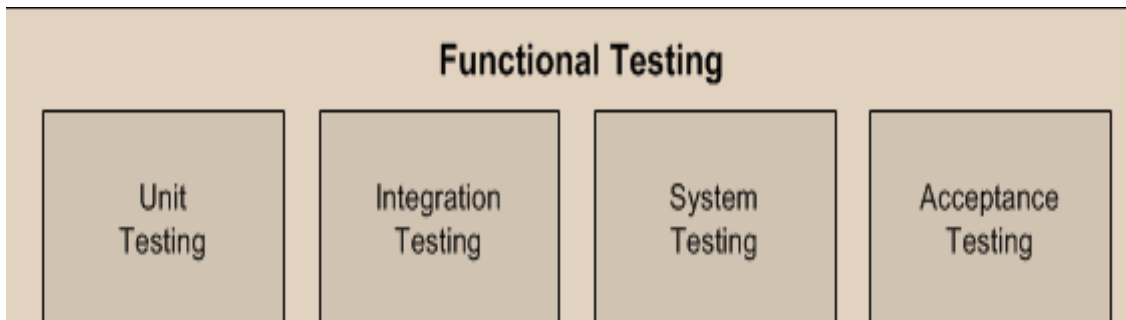 Functional Testing
Unit
Testing
Integration
Testing
System
Testing
Acceptance
Testing